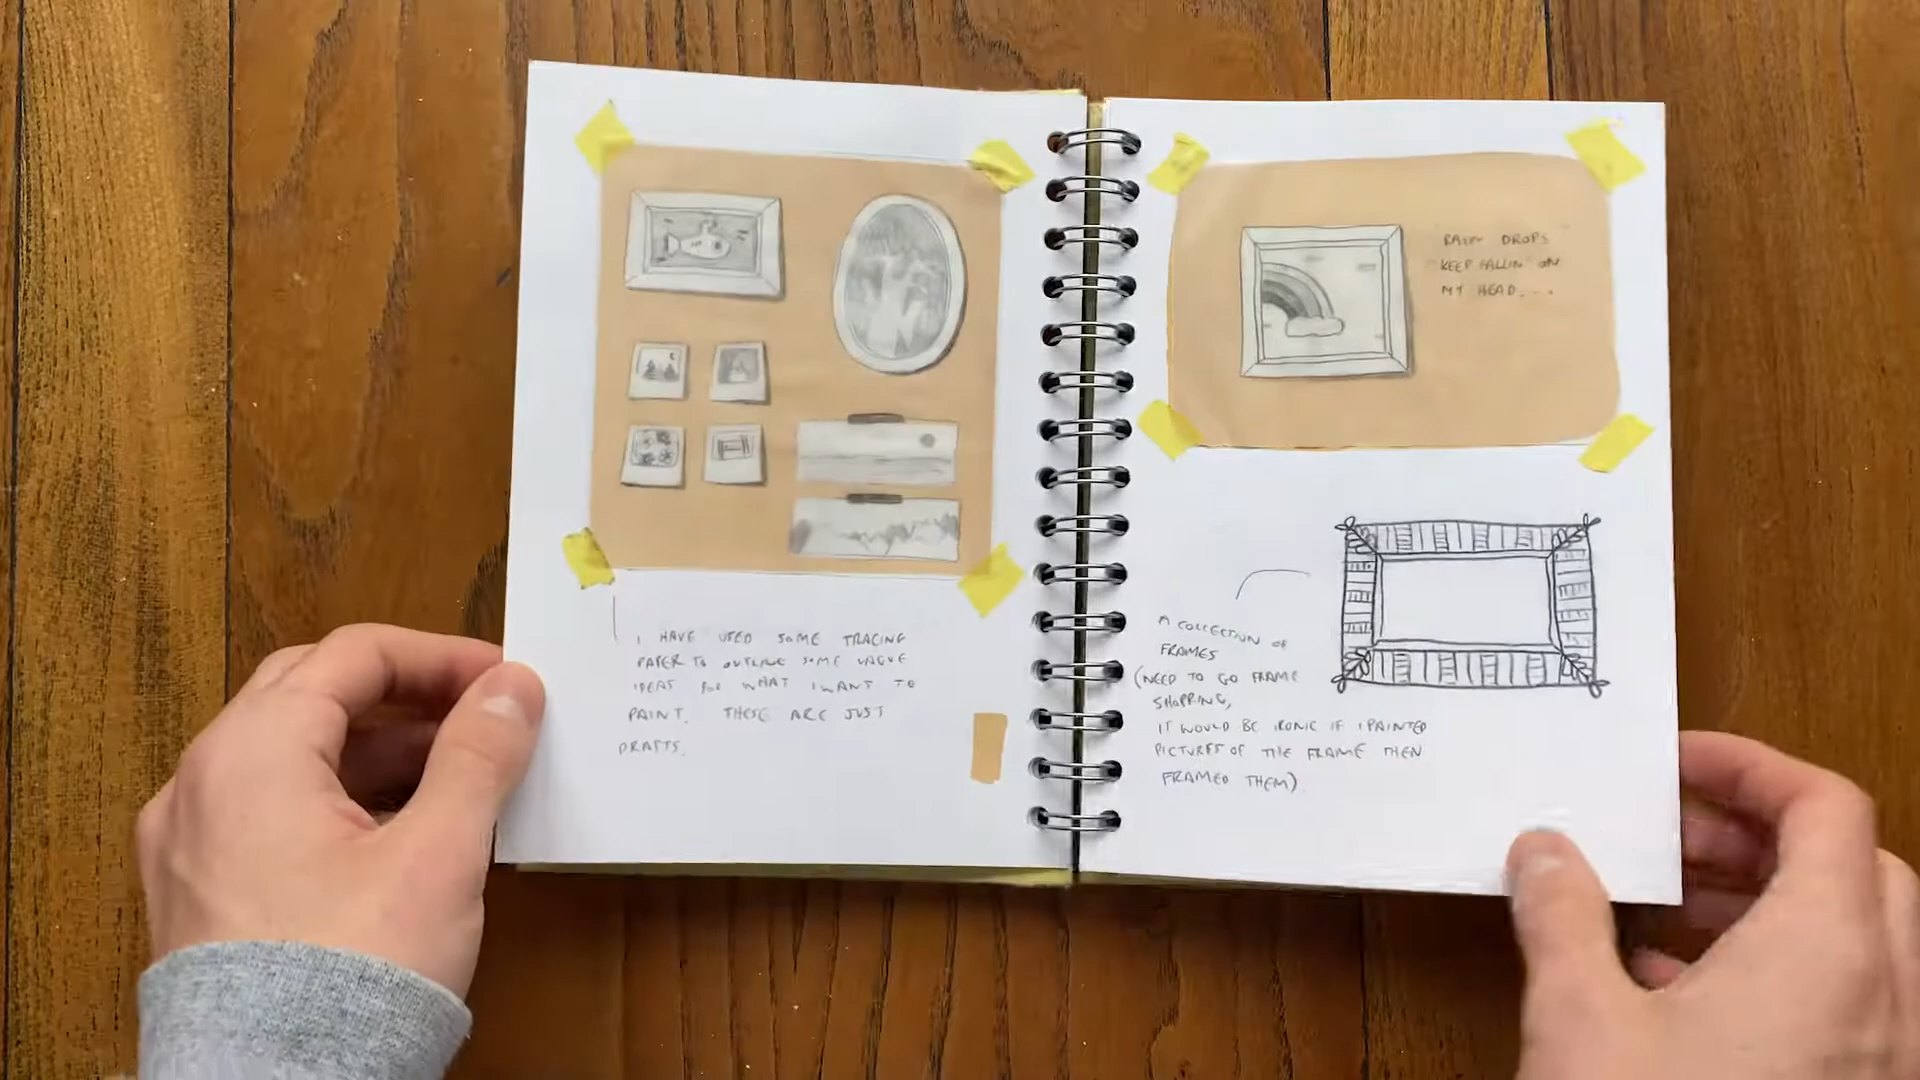 I HAVE USED SOME TRACING
PAPER TO OUTLINE SOME VAGUE
IDEAS FOR WHAT I WANT TO
PAINT. THESE ARE JUST
DRAFTS.
RAIN DROPS
KEEP FALLIN' ON
MY HEAD...
A COLLECTION OF
FRAMES
(NEED TO GO FRAME
SHOPPING,
IT WOULD BE IRONIC IF I PAINTED
PICTURES OF THE FRAME THEN
FRAMED THEM).